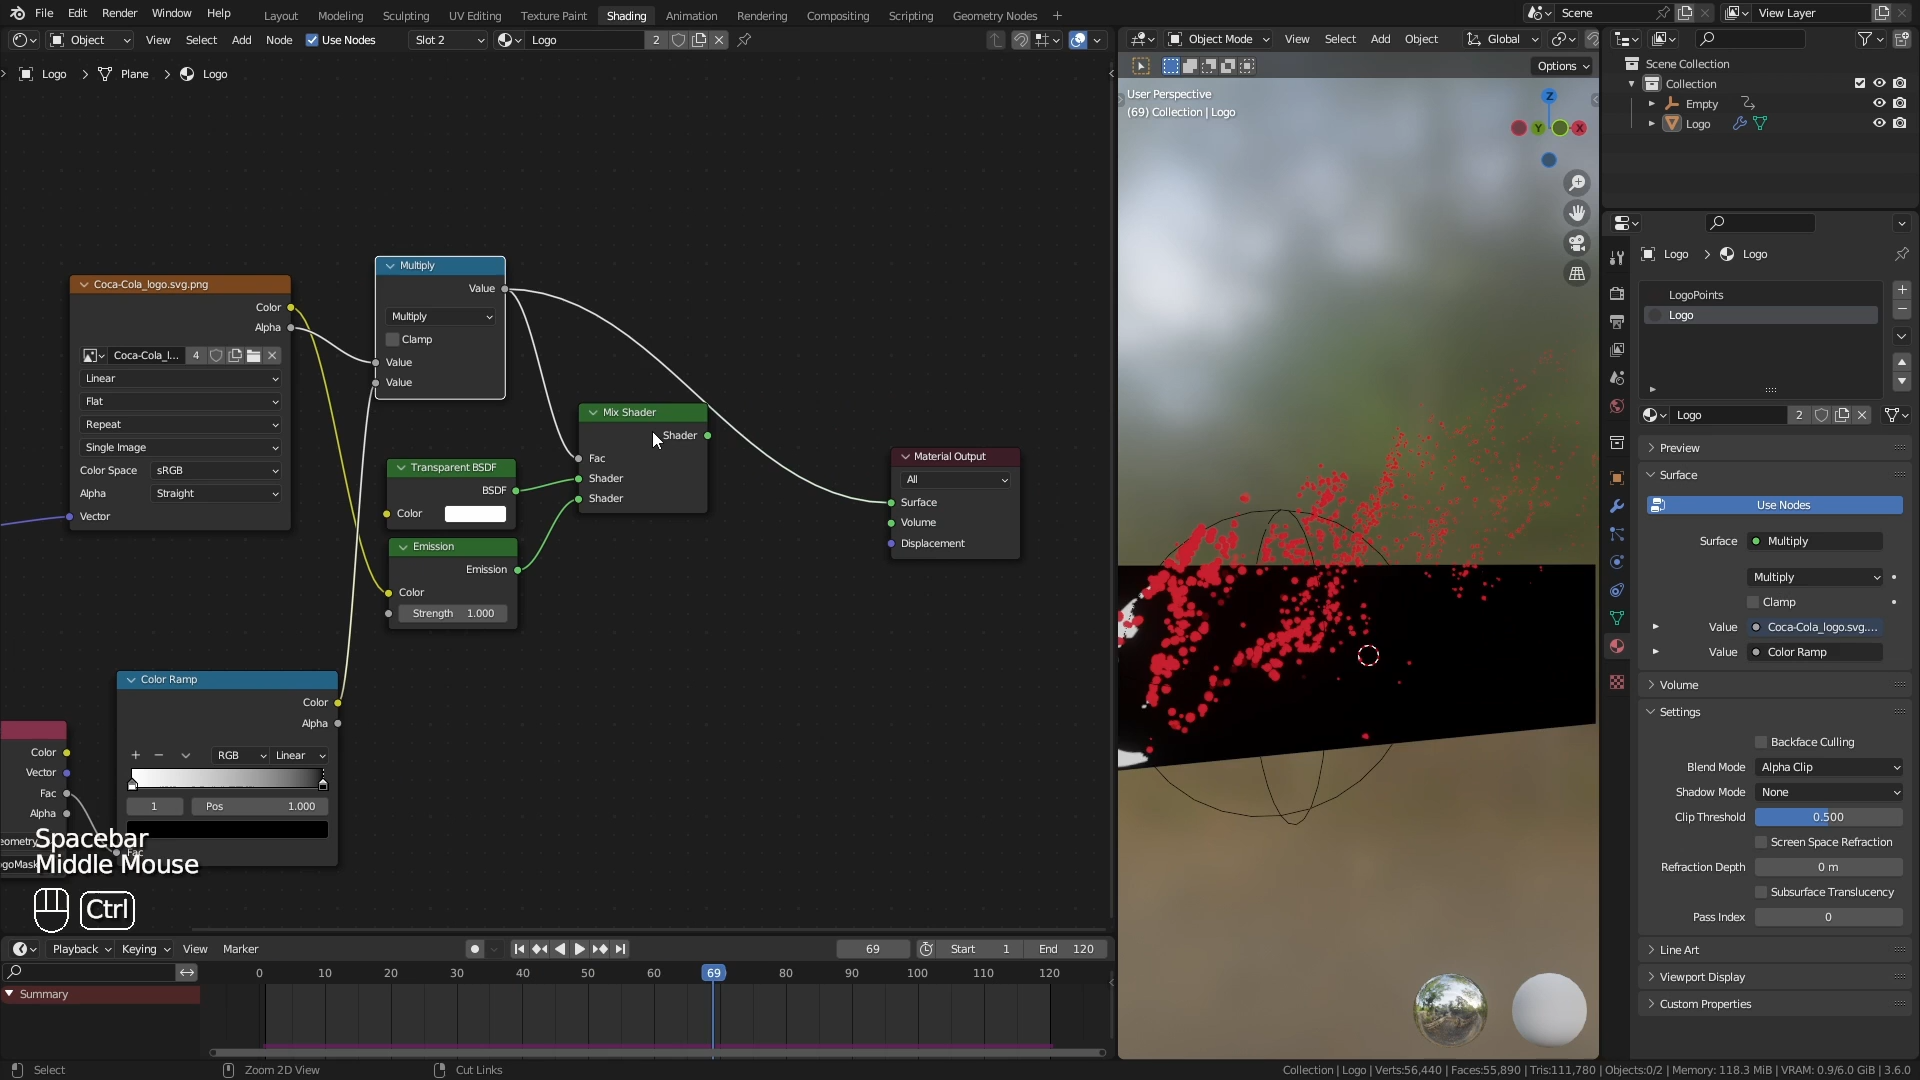 File Edit Render Window Help Layout Modeling Sculpting UV Editing Texture Paint Shading Animation Rendering Compositing Scripting Geometry Nodes + Scene View Layer
Object View Select Add Node Use Nodes Slot 2 Logo 2
Logo > Plane > Logo
Coca-Cola_logo.svg.png
Color
Alpha
Coca-Cola_l... 4
Linear
Flat
Repeat
Single Image
Color Space sRGB
Alpha Straight
Vector
Multiply
Value
Multiply
Clamp
Value
Value
Mix Shader
Shader
Fac
Shader
Shader
Transparent BSDF
BSDF
Color
Emission
Emission
Color
Strength 1.000
Material Output
All
Surface
Volume
Displacement
Color Ramp
Color
Alpha
RGB Linear
1 Pos 1.000
Fac
Color
Vector
Fac
Alpha
eometry
ogoMask
Spacebar
Middle Mouse
Ctrl
Object Mode View Select Add Object Global
Options
User Perspective
(69) Collection | Logo
Z
Y
X
Scene Collection
Collection
Empty
Logo
Logo > Logo
LogoPoints
Logo
Logo 2
Preview
Surface
Use Nodes
Surface Multiply
Multiply
Clamp
Value Coca-Cola_logo.svg....
Value Color Ramp
Volume
Settings
Backface Culling
Blend Mode Alpha Clip
Shadow Mode None
Clip Threshold 0.500
Screen Space Refraction
Refraction Depth 0 m
Subsurface Translucency
Pass Index 0
Line Art
Viewport Display
Custom Properties
Playback Keying View Marker 69 Start 1 End 120
0 10 20 30 40 50 60 69 80 90 100 110 120
Summary
Select Zoom 2D View Cut Links Collection | Logo | Verts:56,440 | Faces:55,890 | Tris:111,780 | Objects:0/2 | Memory: 118.3 MiB | VRAM: 0.9/6.0 GiB | 3.6.0